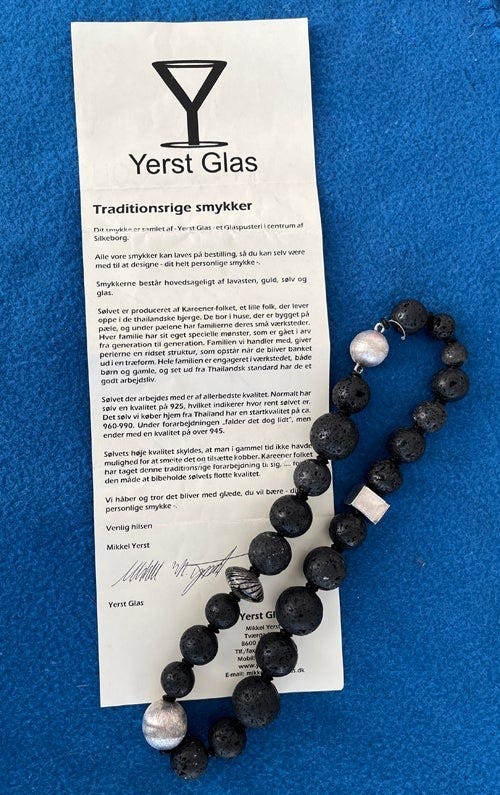 Yerst Glas
Traditionsrige smykker
Dit smykke er samlet af - Yerst Glas - et Glaspusteri i centrum af
Silkeborg.
Alle vore smykker kan laves på bestilling, så du kan selv være
med til at designe - dit helt personlige smykke -.
Smykkerne består hovedsageligt af lavasten, guld, sølv og
glas.
Sølvet er produceret af Kareener-folket, et lille folk, der lever
oppe i de thailandske bjerge. De bor i huse, der er bygget på
pæle, og under pælene har familierne deres små værksteder.
Hver familie har sit eget specielle mønster, som er gået i arv
fra generation til generation. Familien vi handler med, giver
perlerne en ridset struktur, som opstår når de bliver banket
ud i en træform. Hele familien er engageret i værkstedet, både
børn og gamle, og set ud fra Thailandsk standard har de et
godt arbejdsliv.
Sølvet der arbejdes med er af allerbedste kvalitet. Normalt har
sølv en kvalitet på 925, hvilket indikerer hvor rent sølvet er.
Det sølv vi køber hjem fra Thailand har en startkvalitet på ca.
960-990. Under forarbejdningen „falder det dog lidt", men
ender med en kvalitet på over 945.
Sølvets høje kvalitet skyldes, at man i gammel tid ikke havde
mulighed for at smelte det og tilsætte kobber. Kareener folket
har taget denne traditionsrige forarbejdning til sig,
den måde at bibeholde sølvets flotte kvalitet.
Vi håber og tror det bliver med glæde, du vil bære - d
personlige smykke -.
Venlig hilsen
Mikkel Yerst
Yerst Glas
Yerst Gl
Mikkel Yerst
Tværg
8600
Tlf./fax
Mobil:
www.y
s.dk
E-mail: mikk